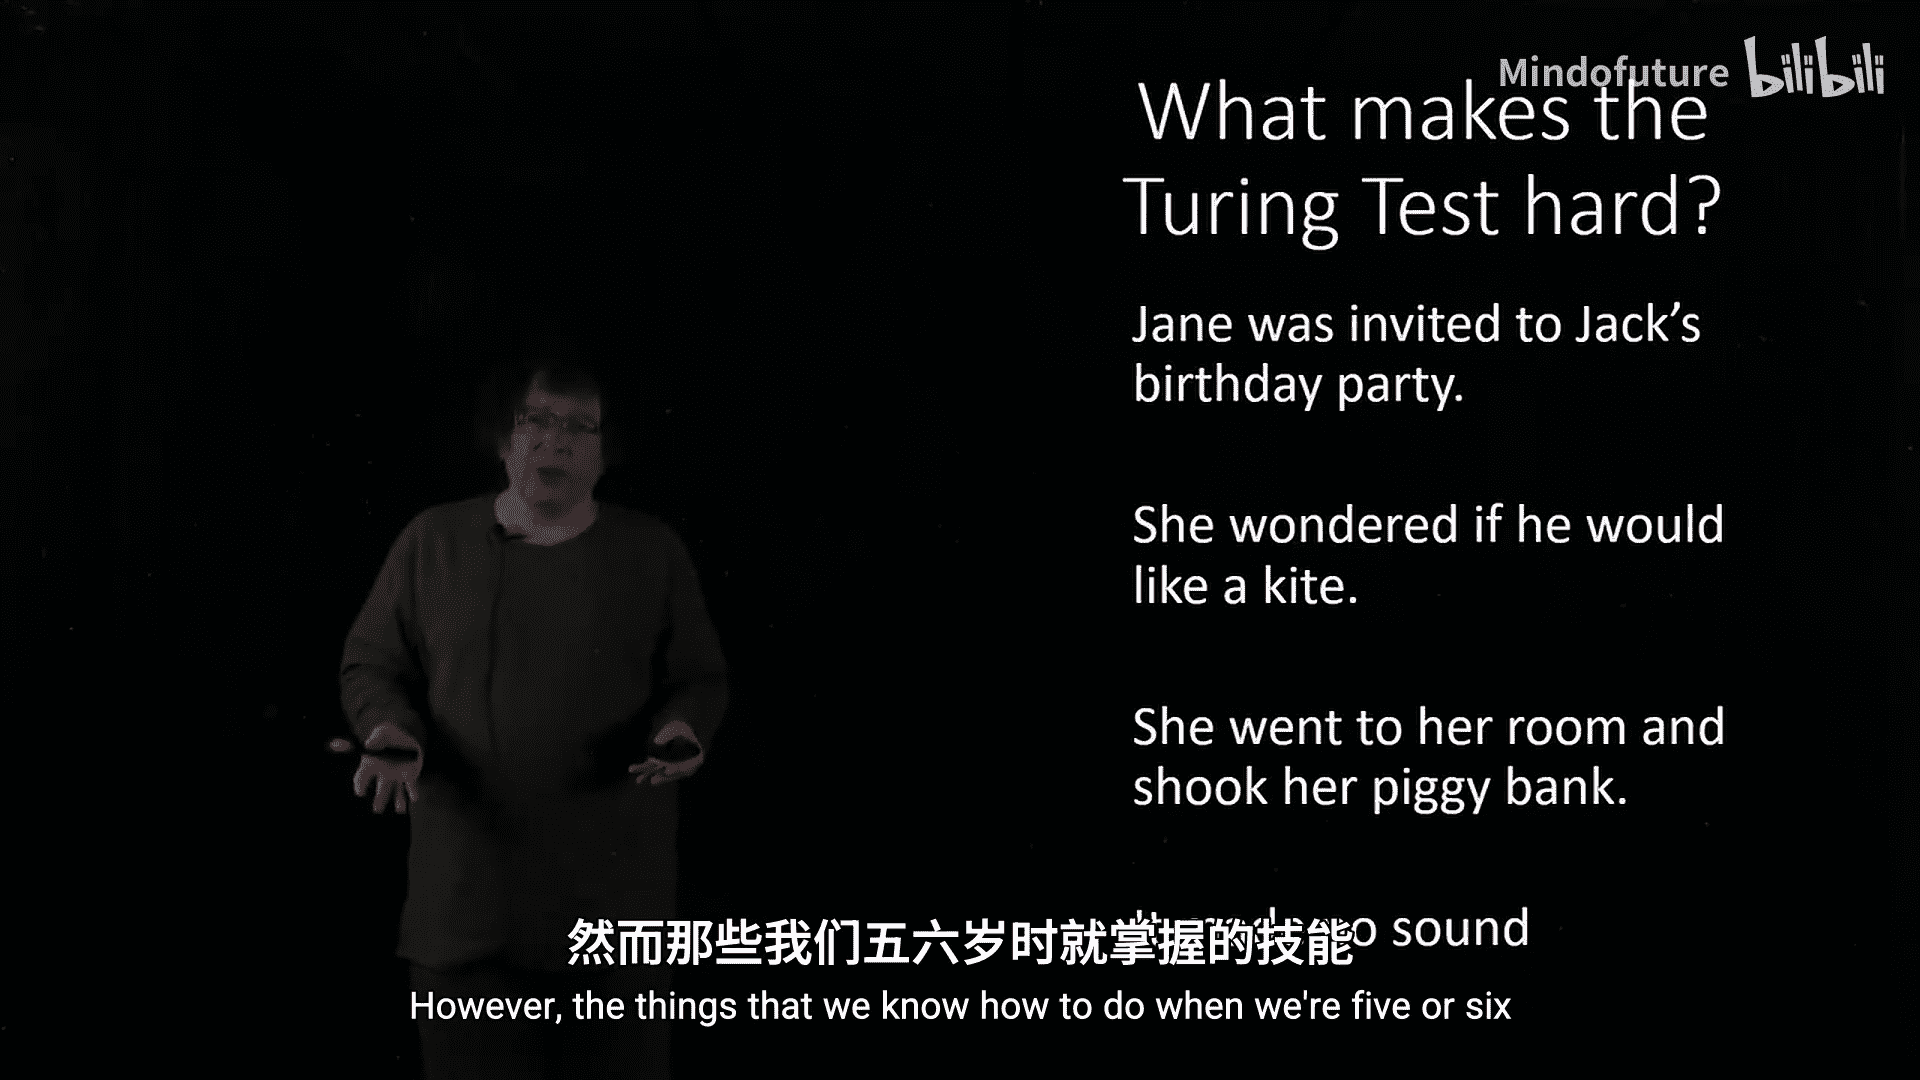 Mindofuture bilibili
What makes the
Turing Test hard?
Jane was invited to Jack's
birthday party.
She wondered if he would
like a kite.
She went to her room and
shook her piggy bank.
sound
然而那些我们五六岁时就掌握的技能
However, the things that we know how to do when we're five or six